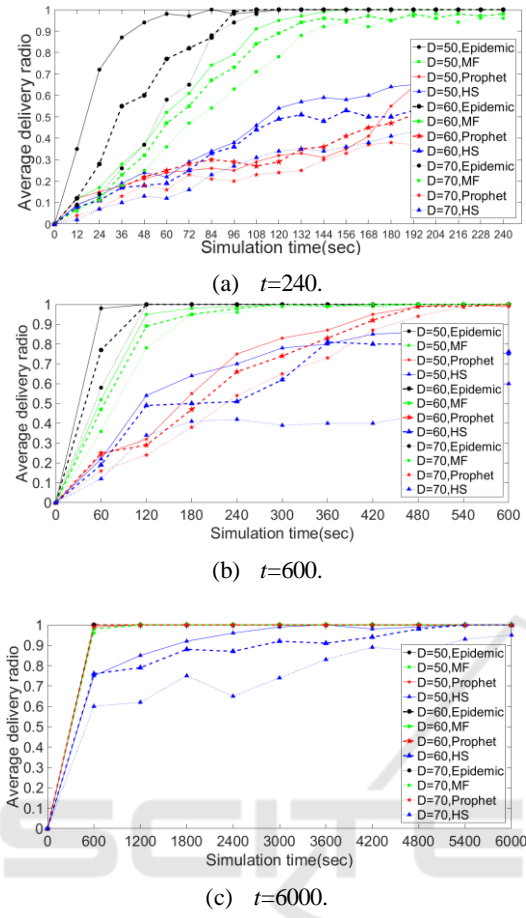 Average delivery radio
1
0.9
0.8
0.7
0.6
0.5
0.4
0.3
0.2
0.1
0
D=50,Epidemic
D=50,MF
D=50,Prophet
D=50,HS
D=60,Epidemic
D=60,MF
D=60,Prophet
D=60,HS
D=70,Epidemic
D=70,MF
D=70,Prophet
D=70,HS
0 12 24 36 48 60 72 84 96 108 120 132 144 156 168 180 192 204 216 228 240
Simulation time(sec)
(a) t=240.
Average delivery radio
1
0.9
0.8
0.7
0.6
0.5
0.4
0.3
0.2
0.1
0
D=50,Epidemic
D=50,MF
D=50,Prophet
D=50,HS
D=60,Epidemic
D=60,MF
D=60,Prophet
D=60,HS
D=70,Epidemic
D=70,MF
D=70,Prophet
D=70,HS
0 60 120 180 240 300 360 420 480 540 600
Simulation time(sec)
(b) t=600.
Average delivery radio
1
0.9
0.8
0.7
0.6
0.5
0.4
0.3
0.2
0.1
0
D=50,Epidemic
D=50,MF
D=50,Prophet
D=50,HS
D=60,Epidemic
D=60,MF
D=60,Prophet
D=60,HS
D=70,Epidemic
D=70,MF
D=70,Prophet
D=70,HS
0 600 1200 1800 2400 3000 3600 4200 4800 5400 6000
Simulation time(sec)
(c) t=6000.